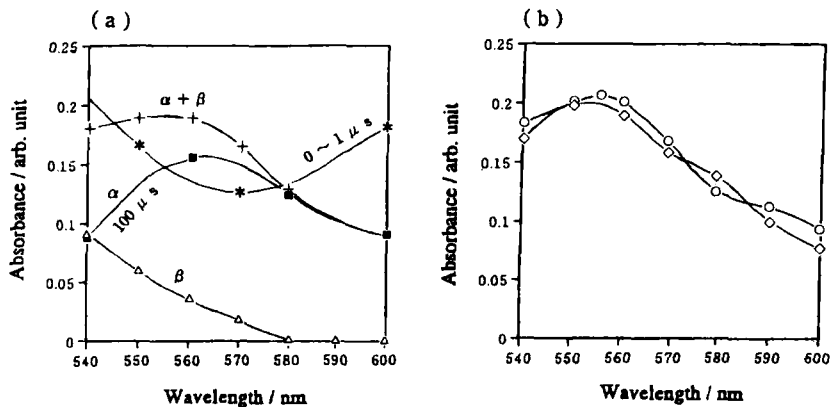 ( a )
0.25
0.2
0.15
0.1
0.05
0
Absorbance / arb. unit
α + β
0 ~ 1 μ s
α
100 μ s
β
540 550 560 570 580 590 600
Wavelength / nm
( b )
0.25
0.2
0.15
0.1
0.05
0
Absorbance / arb. unit
540 550 560 570 580 590 600
Wavelength / nm